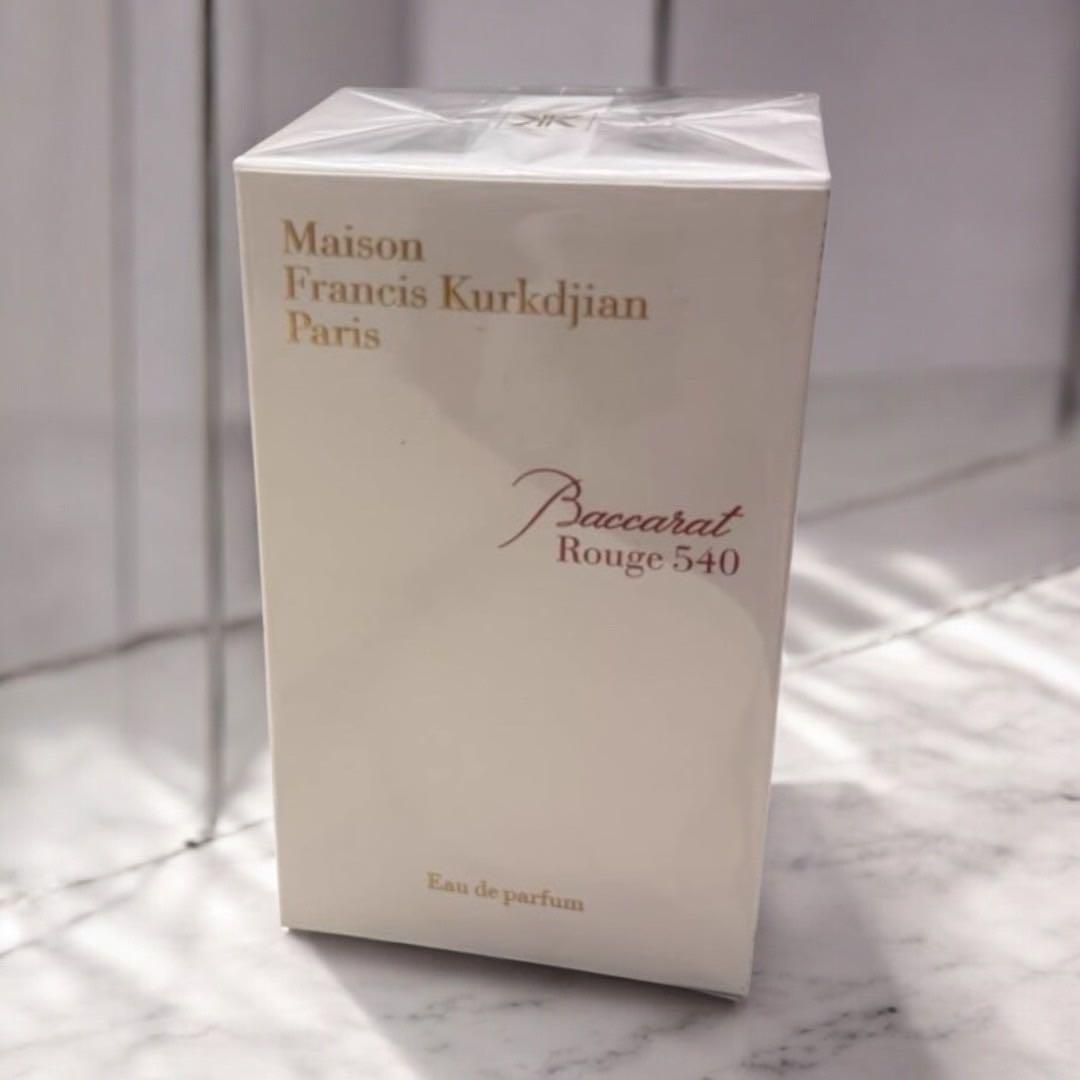 Maison
Francis Kurkdjian
Paris
Baccarat
Rouge 540
Eau de parfum